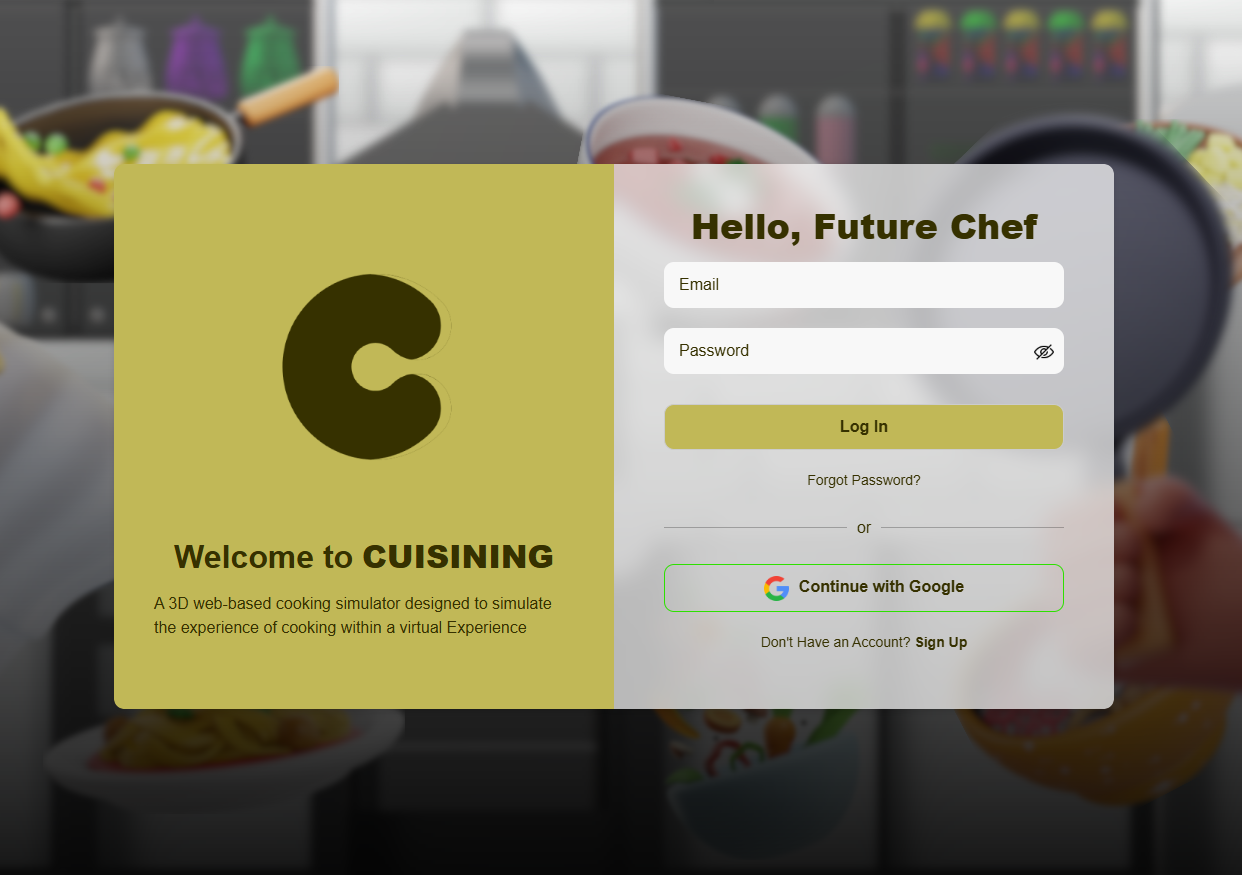 Hello, Future Chef
Email
Password
Log In
Forgot Password?
or
Continue with Google
Don't Have an Account? Sign Up
Welcome to CUISINING
A 3D web-based cooking simulator designed to simulate
the experience of cooking within a virtual Experience